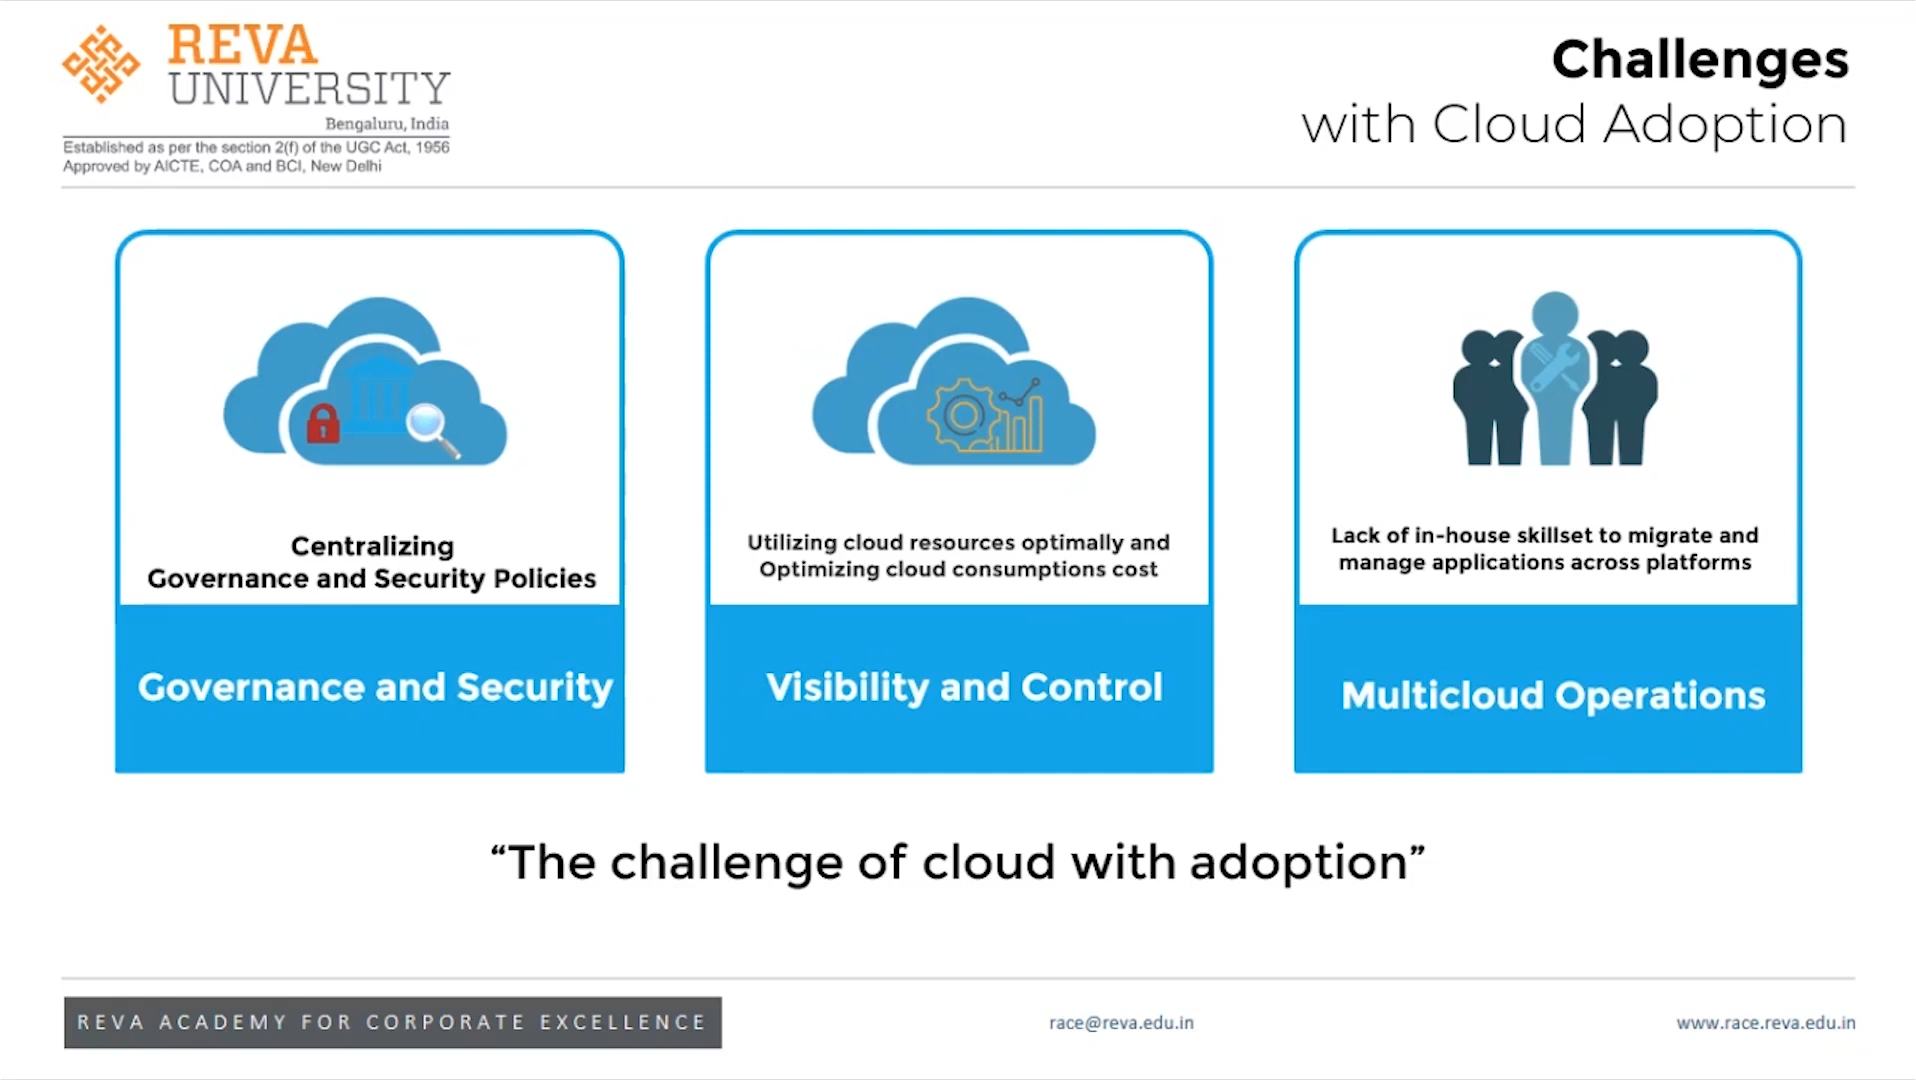 REVA
UNIVERSITY
Bengaluru, India
Established as per the section 2(f) of the UGC Act, 1956
Approved by AICTE, COA and BCI, New Delhi
Challenges
with Cloud Adoption
Centralizing
Governance and Security Policies
Governance and Security
Utilizing cloud resources optimally and
Optimizing cloud consumptions cost
Visibility and Control
Lack of in-house skillset to migrate and
manage applications across platforms
Multicloud Operations
“The challenge of cloud with adoption”
REVA ACADEMY FOR CORPORATE EXCELLENCE
race@reva.edu.in
www.race.reva.edu.in